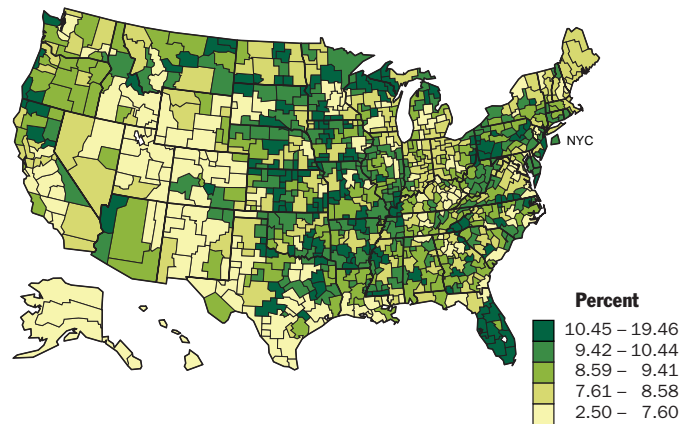 NYC
Percent
10.45 – 19.46
9.42 – 10.44
8.59 – 9.41
7.61 – 8.58
2.50 – 7.60